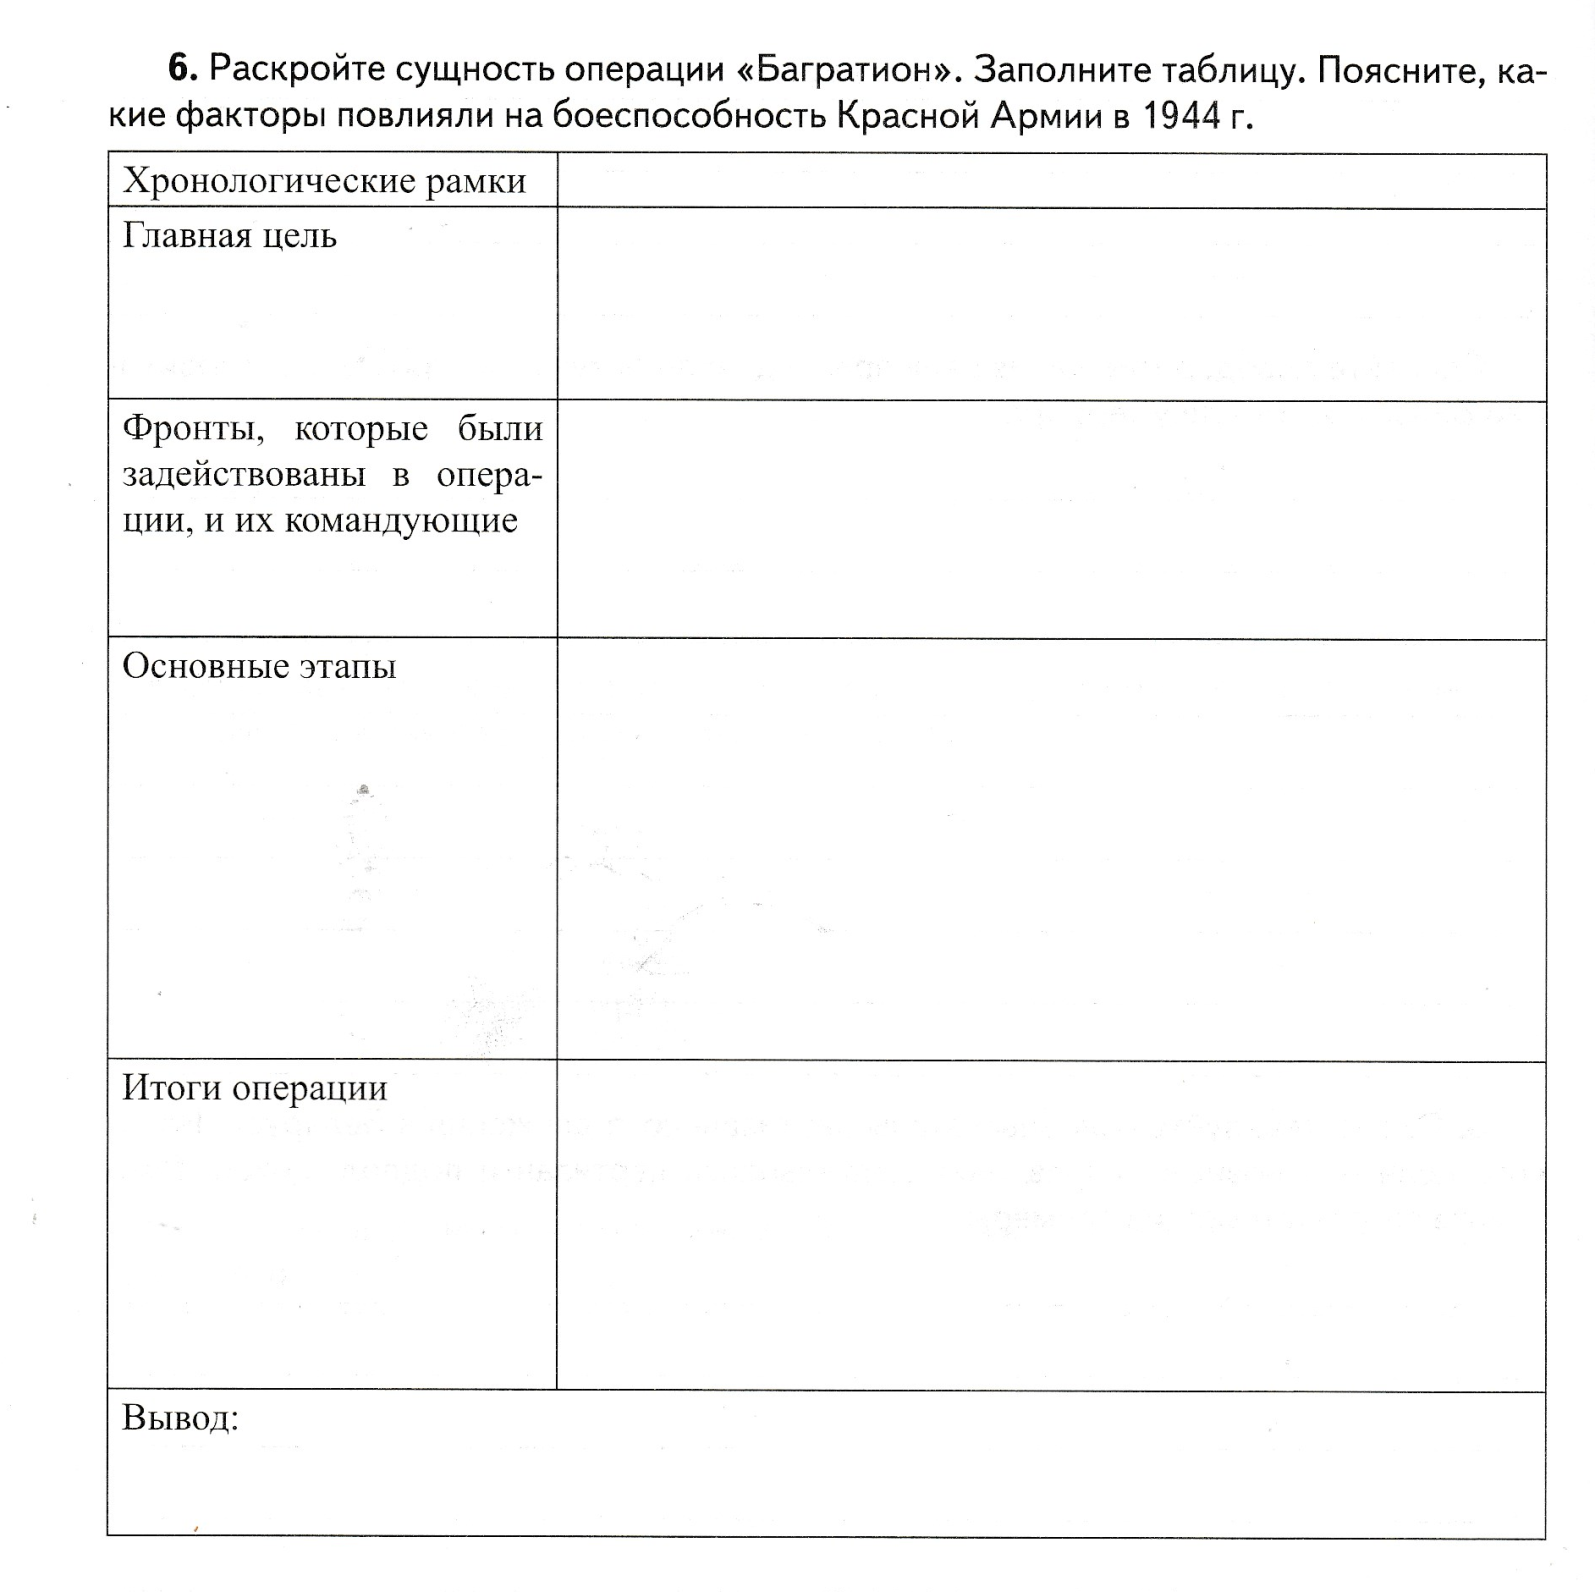 6. Раскройте сущность операции «Багратион». Заполните таблицу. Поясните, ка-
кие факторы повлияли на боеспособность Красной Армии в 1944 г.
Хронологические рамки
Главная цель
Фронты, которые были
задействованы в опера-
ции, и их командующие
Основные этапы
Итоги операции
Вывод: